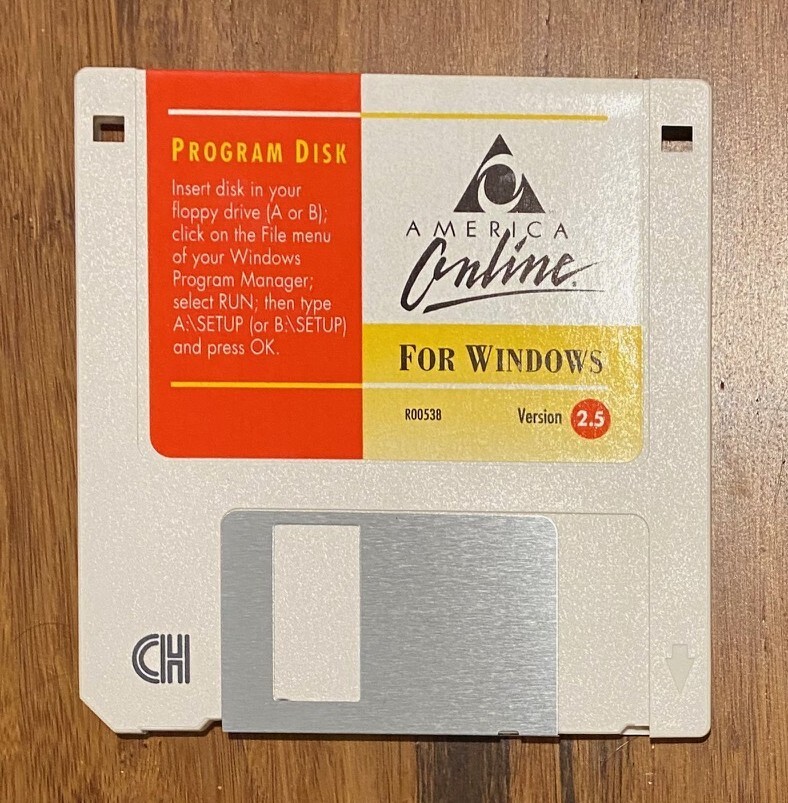 PROGRAM DISK
Insert disk in your
floppy drive (A or B);
click on the File menu
of your Windows
Program Manager;
select RUN; then type
A:\SETUP (or B:\SETUP)
and press OK.
AMERICA
Online®
FOR WINDOWS
R00538 Version 2.5
CH